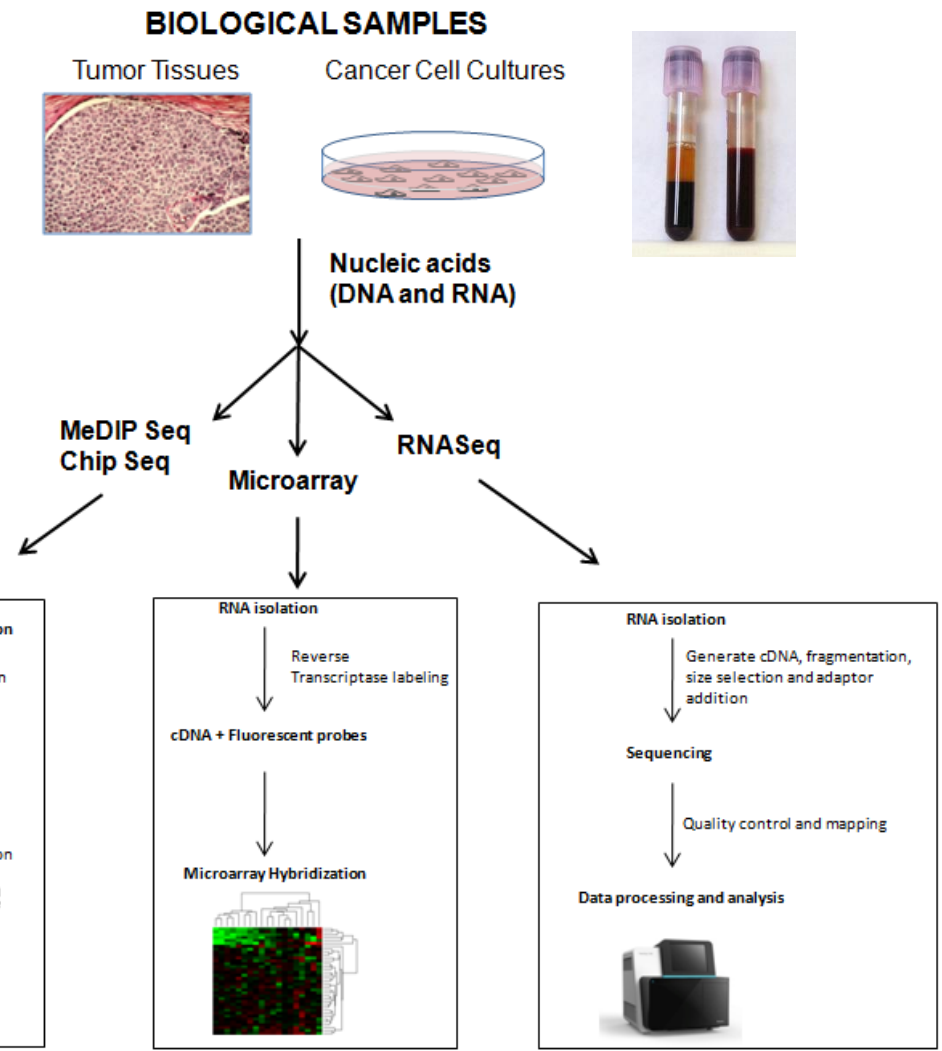 BIOLOGICAL SAMPLES
Tumor Tissues
Cancer Cell Cultures
Nucleic acids
(DNA and RNA)
MeDIP Seq
Chip Seq
Microarray
RNASeq
on
n
on
RNA isolation
Reverse
Transcriptase labeling
cDNA + Fluorescent probes
Microarray Hybridization
RNA isolation
Generate cDNA, fragmentation,
size selection and adaptor
addition
Sequencing
Quality control and mapping
Data processing and analysis